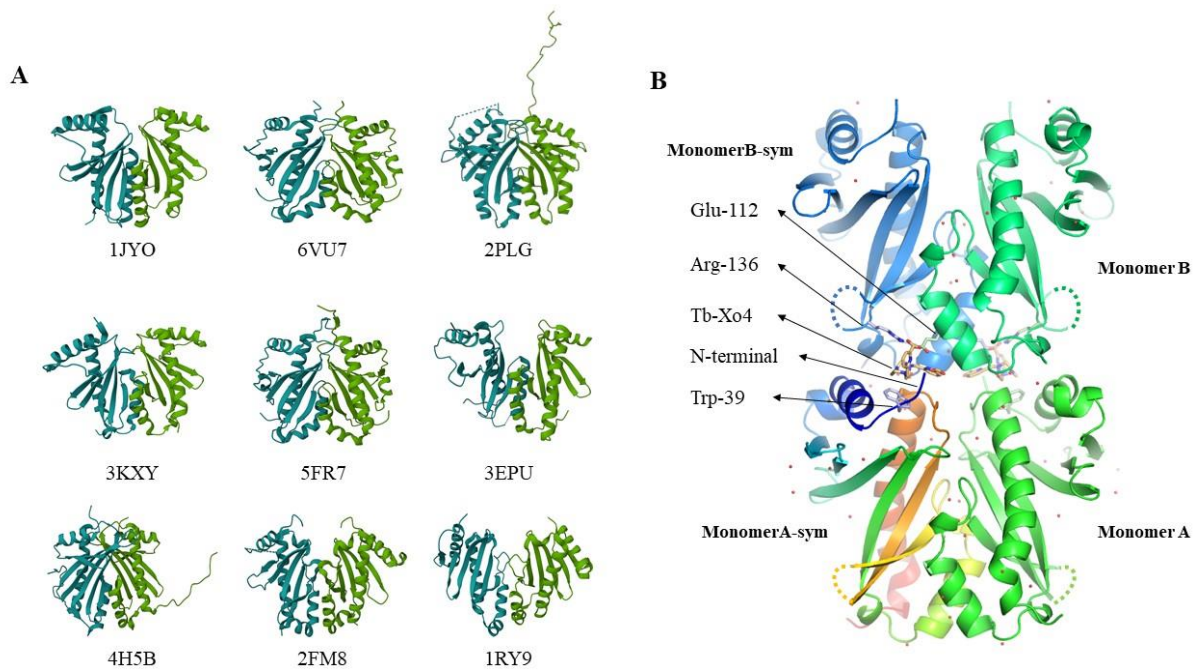 A
1JYO 6VU7 2PLG
3KXY 5FR7 3EPU
4H5B 2FM8 1RY9
B
MonomerB-sym
Glu-112
Arg-136
Tb-Xo4
N-terminal
Trp-39
Monomer B
MonomerA-sym
Monomer A